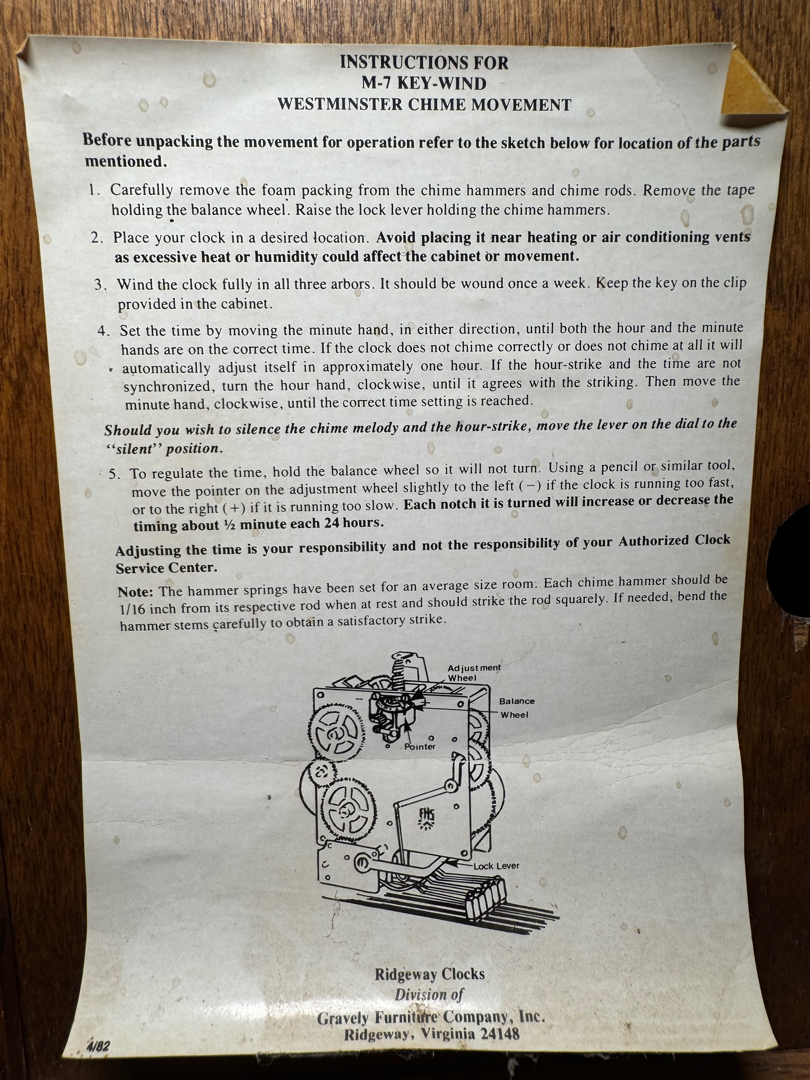 INSTRUCTIONS FOR
M-7 KEY-WIND
WESTMINSTER CHIME MOVEMENT
Before unpacking the movement for operation refer to the sketch below for location of the parts
mentioned.
1. Carefully remove the foam packing from the chime hammers and chime rods. Remove the tape
holding the balance wheel. Raise the lock lever holding the chime hammers.
2. Place your clock in a desired location. Avoid placing it near heating or air conditioning vents
as excessive heat or humidity could affect the cabinet or movement.
3. Wind the clock fully in all three arbors. It should be wound once a week. Keep the key on the clip
provided in the cabinet.
4. Set the time by moving the minute hand, in either direction, until both the hour and the minute
hands are on the correct time. If the clock does not chime correctly or does not chime at all it will
automatically adjust itself in approximately one hour. If the hour-strike and the time are not
synchronized, turn the hour hand, clockwise, until it agrees with the striking. Then move the
minute hand, clockwise, until the correct time setting is reached.
Should you wish to silence the chime melody and the hour-strike, move the lever on the dial to the
“silent” position.
5. To regulate the time, hold the balance wheel so it will not turn. Using a pencil or similar tool,
move the pointer on the adjustment wheel slightly to the left (−) if the clock is running too fast,
or to the right (+) if it is running too slow. Each notch it is turned will increase or decrease the
timing about ½ minute each 24 hours.
Adjusting the time is your responsibility and not the responsibility of your Authorized Clock
Service Center.
Note: The hammer springs have been set for an average size room. Each chime hammer should be
1/16 inch from its respective rod when at rest and should strike the rod squarely. If needed, bend the
hammer stems carefully to obtain a satisfactory strike.
Adjustment
Wheel
Balance
Wheel
Pointer
FHS
Lock Lever
Ridgeway Clocks
Division of
Gravely Furniture Company, Inc.
Ridgeway, Virginia 24148
4/82